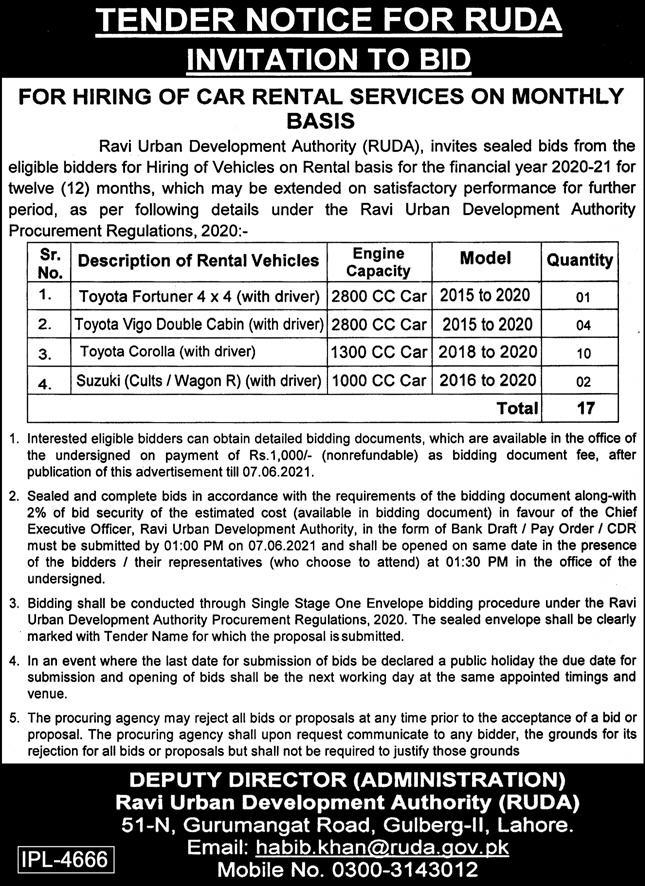 TENDER NOTICE FOR RUDA
INVITATION TO BID
FOR HIRING OF CAR RENTAL SERVICES ON MONTHLY
BASIS
Ravi Urban Development Authority (RUDA), invites sealed bids from the
eligible bidders for Hiring of Vehicles on Rental basis for the financial year 2020-21 for
twelve (12) months, which may be extended on satisfactory performance for further
period, as per following details under the Ravi Urban Development Authority
Procurement Regulations, 2020:-
Sr. No. Description of Rental Vehicles Engine Capacity Model Quantity
1. Toyota Fortuner 4 x 4 (with driver) 2800 CC Car 2015 to 2020 01
2. Toyota Vigo Double Cabin (with driver) 2800 CC Car 2015 to 2020 04
3. Toyota Corolla (with driver) 1300 CC Car 2018 to 2020 10
4. Suzuki (Cults / Wagon R) (with driver) 1000 CC Car 2016 to 2020 02
Total 17
1. Interested eligible bidders can obtain detailed bidding documents, which are available in the office of
the undersigned on payment of Rs.1,000/- (nonrefundable) as bidding document fee, after
publication of this advertisement till 07.06.2021.
2. Sealed and complete bids in accordance with the requirements of the bidding document along-with
2% of bid security of the estimated cost (available in bidding document) in favour of the Chief
Executive Officer, Ravi Urban Development Authority, in the form of Bank Draft / Pay Order / CDR
must be submitted by 01:00 PM on 07.06.2021 and shall be opened on same date in the presence
of the bidders / their representatives (who choose to attend) at 01:30 PM in the office of the
undersigned.
3. Bidding shall be conducted through Single Stage One Envelope bidding procedure under the Ravi
Urban Development Authority Procurement Regulations, 2020. The sealed envelope shall be clearly
marked with Tender Name for which the proposal is submitted.
4. In an event where the last date for submission of bids be declared a public holiday the due date for
submission and opening of bids shall be the next working day at the same appointed timings and
venue.
5. The procuring agency may reject all bids or proposals at any time prior to the acceptance of a bid or
proposal. The procuring agency shall upon request communicate to any bidder, the grounds for its
rejection for all bids or proposals but shall not be required to justify those grounds
DEPUTY DIRECTOR (ADMINISTRATION)
Ravi Urban Development Authority (RUDA)
51-N, Gurumangat Road, Gulberg-II, Lahore.
Email: habib.khan@ruda.gov.pk
Mobile No. 0300-3143012
IPL-4666